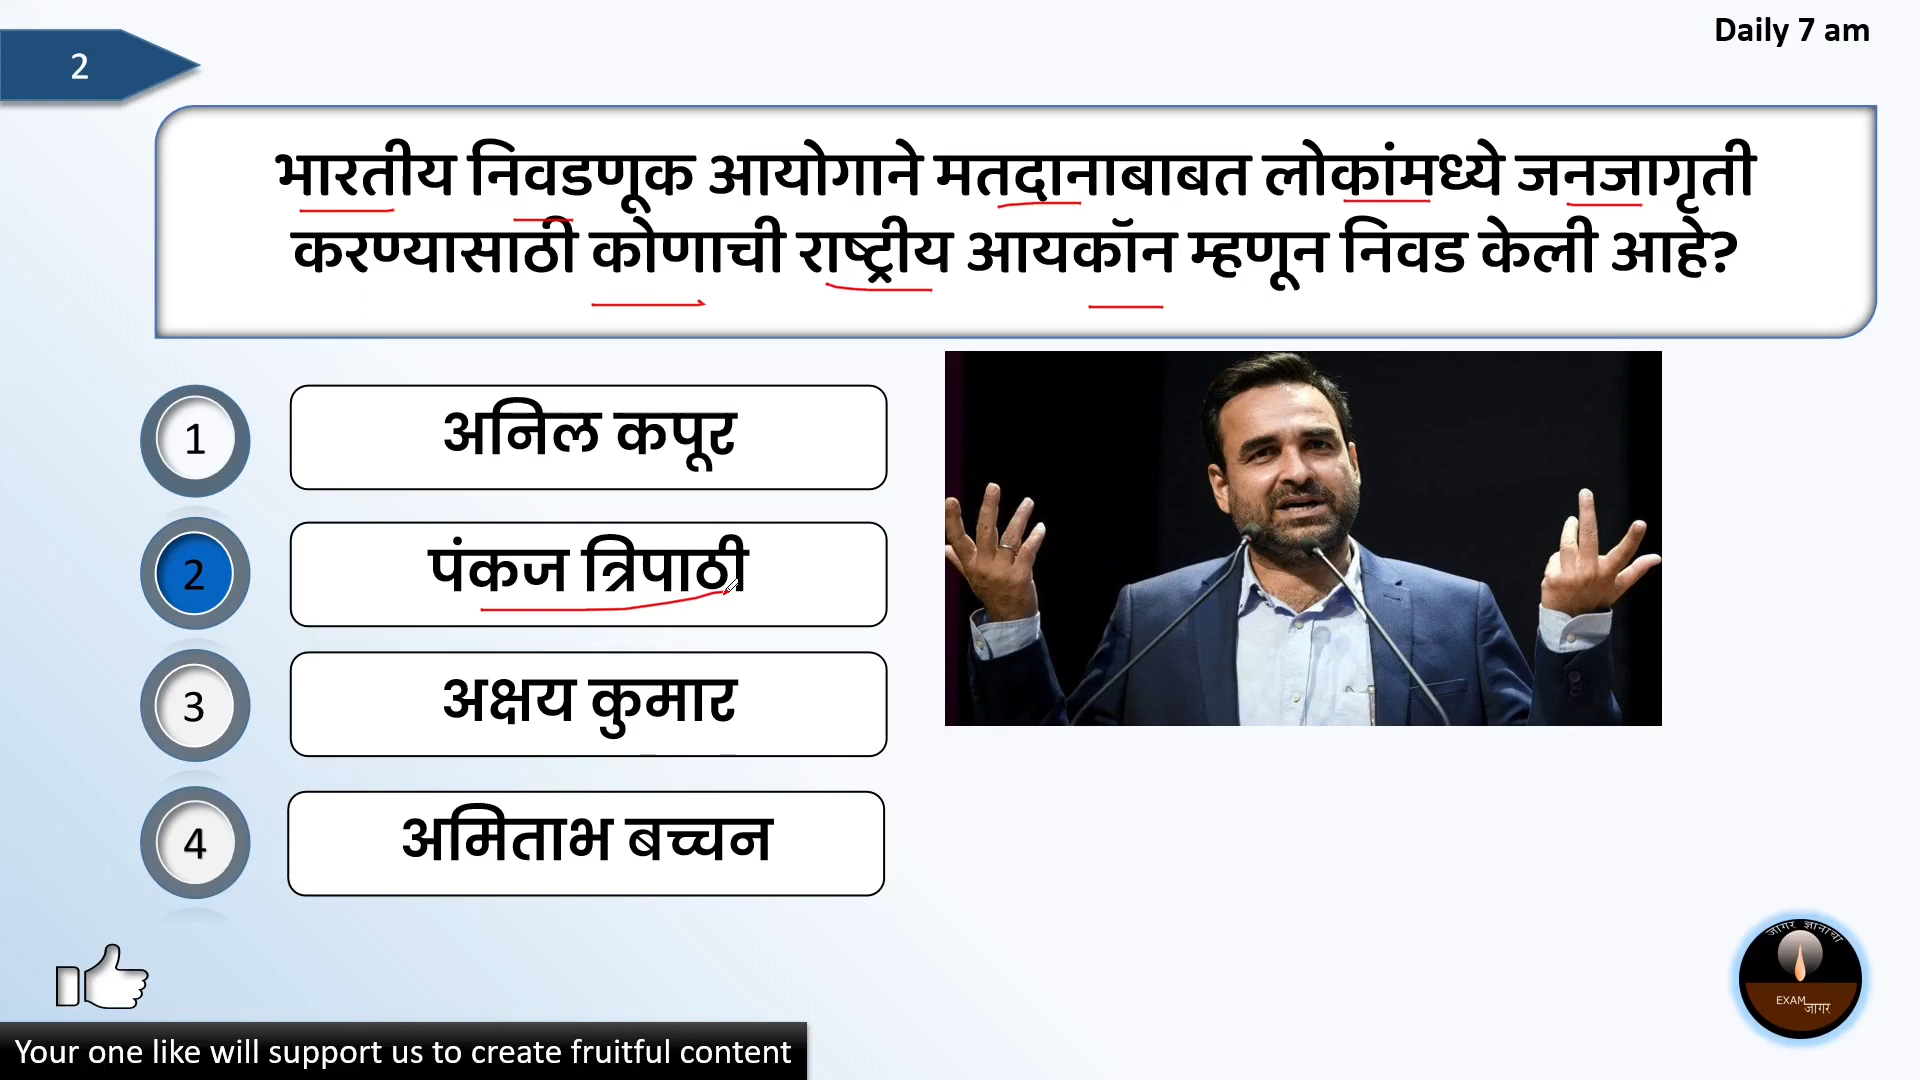 Daily 7 am
2
भारतीय निवडणूक आयोगाने मतदानाबाबत लोकांमध्ये जनजागृती
करण्यासाठी कोणाची राष्ट्रीय आयकॉन म्हणून निवड केली आहे?
1
अनिल कपूर
2
पंकज त्रिपाठी
3
अक्षय कुमार
4
अमिताभ बच्चन
जागर ज्ञानाचा
EXAM
जागर
Your one like will support us to create fruitful content